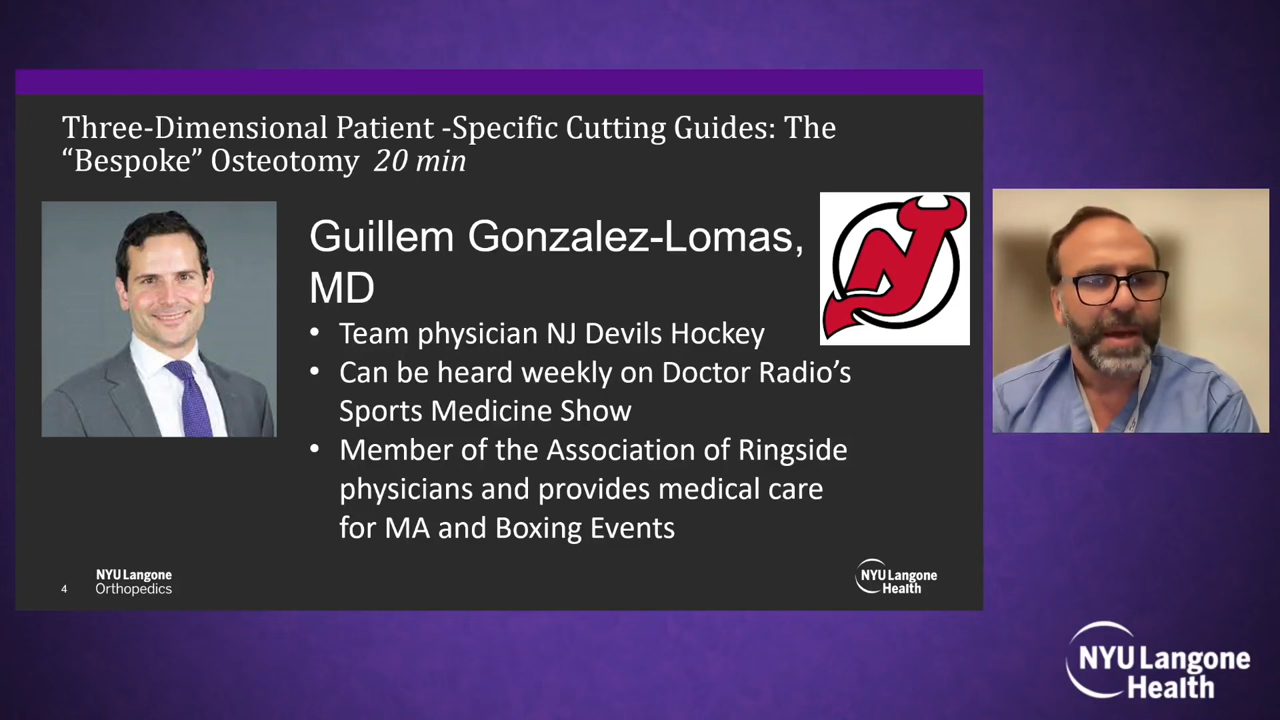 Three-Dimensional Patient -Specific Cutting Guides: The
“Bespoke” Osteotomy 20 min
Guillem Gonzalez-Lomas,
MD
• Team physician NJ Devils Hockey
• Can be heard weekly on Doctor Radio’s
Sports Medicine Show
• Member of the Association of Ringside
physicians and provides medical care
for MA and Boxing Events
4
NYU Langone
Orthopedics
NYU Langone
Health
NYU Langone
Health